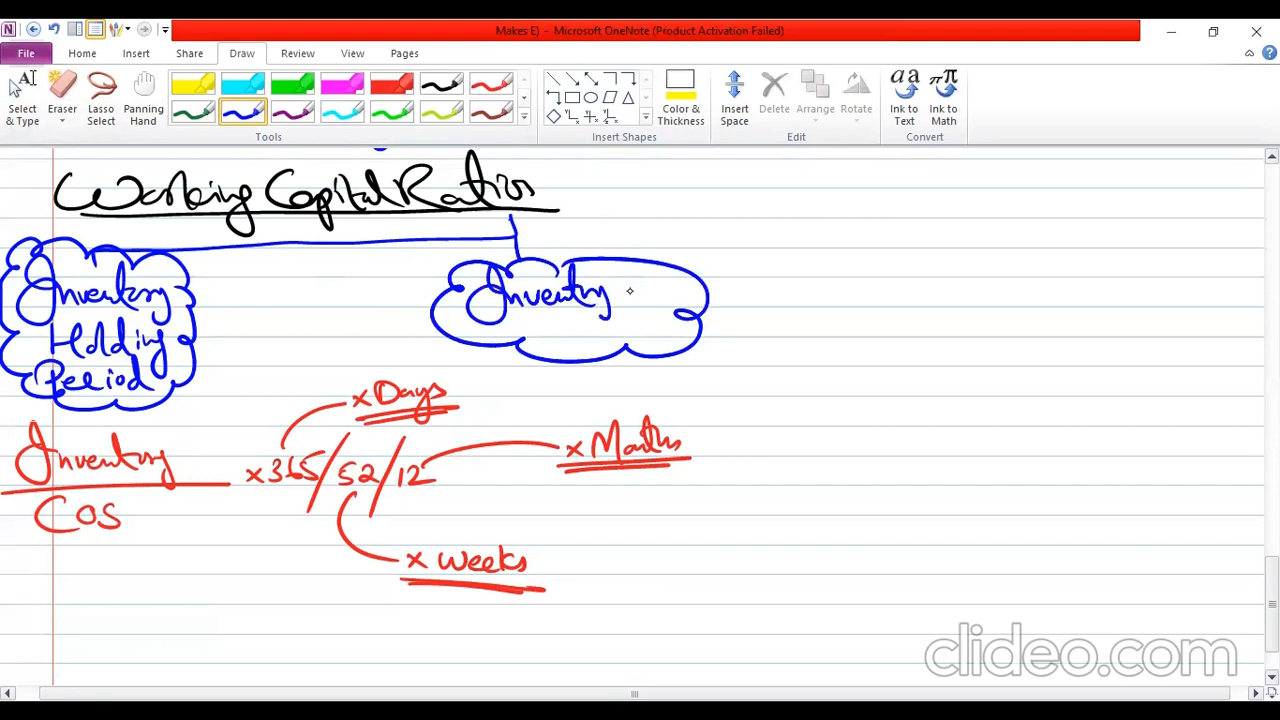 Makes E) - Microsoft OneNote (Product Activation Failed)
File Home Insert Share Draw Review View Pages
Select & Type
Eraser
Lasso Select
Panning Hand
Color & Thickness
Insert Space
Delete
Arrange
Rotate
Ink to Text
Ink to Math
Tools
Insert Shapes
Edit
Convert
Working Capital Ratios
Inventory
Holding
Period
Inventry
x Days
Inventory
COS
x365/52/12
x Months
x weeks
clideo.com